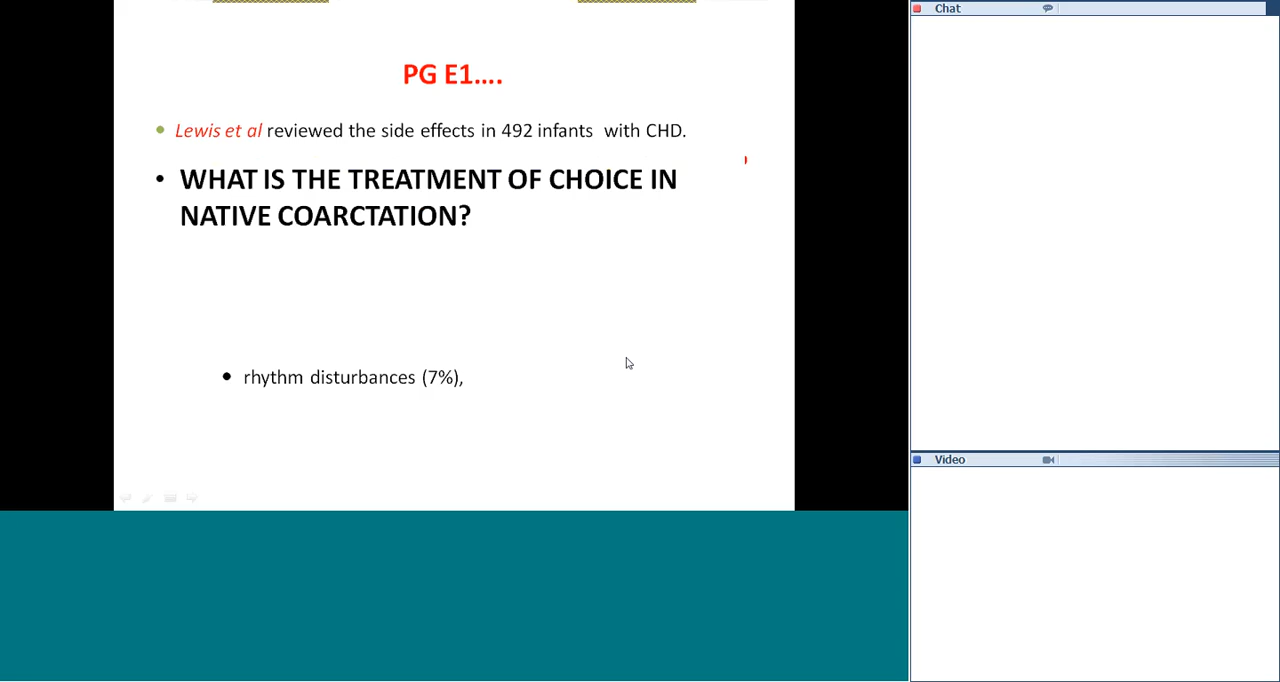 Chat
PG E1....
• Lewis et al reviewed the side effects in 492 infants with CHD.
• WHAT IS THE TREATMENT OF CHOICE IN
NATIVE COARCTATION?
• rhythm disturbances (7%),
Video